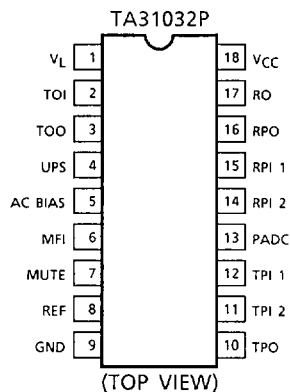 TA31032P
VL 1 18 VCC
TOI 2 17 RO
TOO 3 16 RPO
UPS 4 15 RPI 1
AC BIAS 5 14 RPI 2
MFI 6 13 PADC
MUTE 7 12 TPI 1
REF 8 11 TPI 2
GND 9 10 TPO
(TOP VIEW)